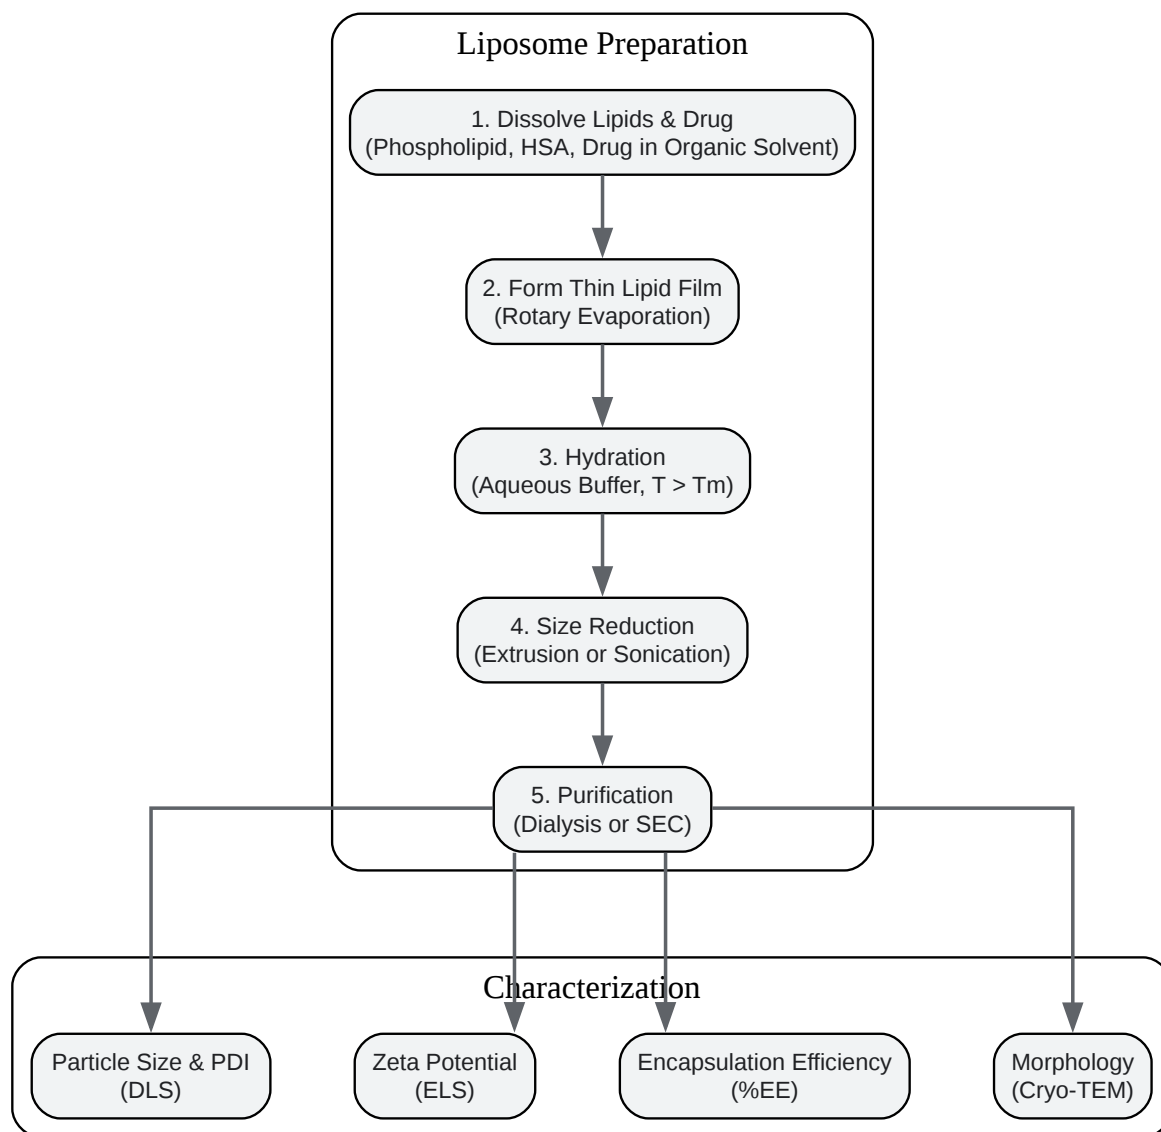 Liposome Preparation
1. Dissolve Lipids & Drug
(Phospholipid, HSA, Drug in Organic Solvent)
2. Form Thin Lipid Film
(Rotary Evaporation)
3. Hydration
(Aqueous Buffer, T > Tm)
4. Size Reduction
(Extrusion or Sonication)
5. Purification
(Dialysis or SEC)
Characterization
Particle Size & PDI
(DLS)
Zeta Potential
(ELS)
Encapsulation Efficiency
(%EE)
Morphology
(Cryo-TEM)